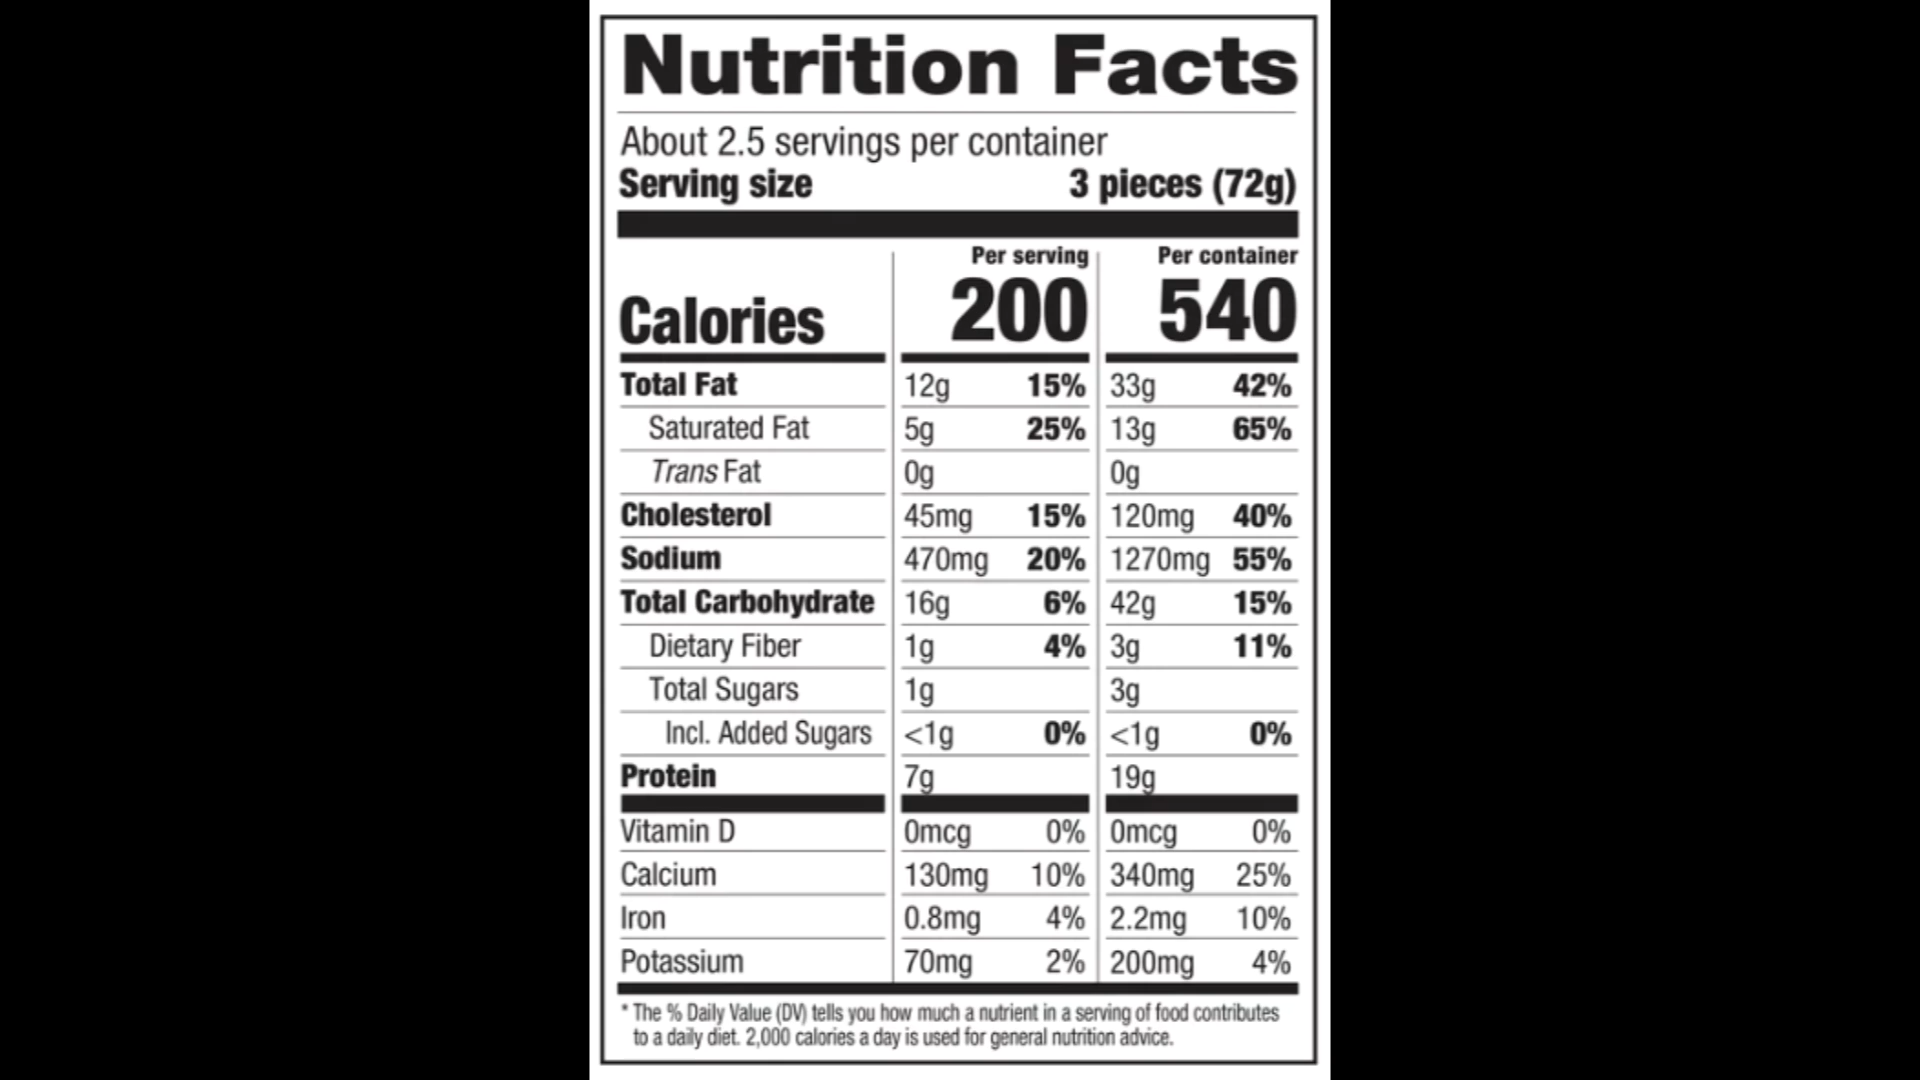 Nutrition Facts
About 2.5 servings per container
Serving size 3 pieces (72g)
Per serving Per container
Calories 200 540
Total Fat 12g 15% 33g 42%
Saturated Fat 5g 25% 13g 65%
Trans Fat 0g 0g
Cholesterol 45mg 15% 120mg 40%
Sodium 470mg 20% 1270mg 55%
Total Carbohydrate 16g 6% 42g 15%
Dietary Fiber 1g 4% 3g 11%
Total Sugars 1g 3g
Incl. Added Sugars <1g 0% <1g 0%
Protein 7g 19g
Vitamin D 0mcg 0% 0mcg 0%
Calcium 130mg 10% 340mg 25%
Iron 0.8mg 4% 2.2mg 10%
Potassium 70mg 2% 200mg 4%
* The % Daily Value (DV) tells you how much a nutrient in a serving of food contributes
to a daily diet. 2,000 calories a day is used for general nutrition advice.